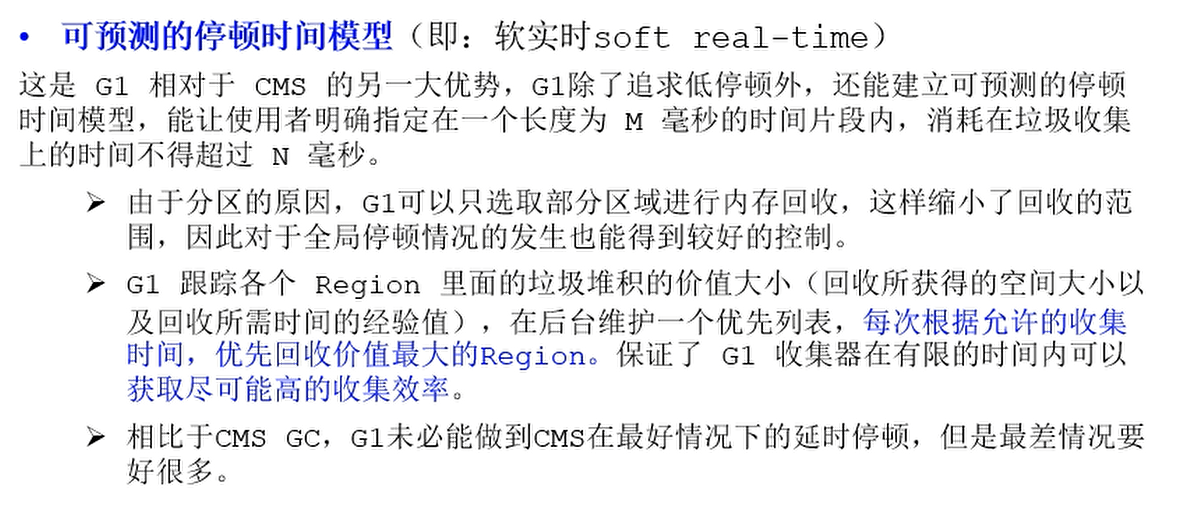 • 可预测的停顿时间模型（即：软实时soft real-time）
这是 G1 相对于 CMS 的另一大优势，G1除了追求低停顿外，还能建立可预测的停顿
时间模型，能让使用者明确指定在一个长度为 M 毫秒的时间片段内，消耗在垃圾收集
上的时间不得超过 N 毫秒。
➢ 由于分区的原因，G1可以只选取部分区域进行内存回收，这样缩小了回收的范
围，因此对于全局停顿情况的发生也能得到较好的控制。
➢ G1 跟踪各个 Region 里面的垃圾堆积的价值大小（回收所获得的空间大小以
及回收所需时间的经验值），在后台维护一个优先列表，每次根据允许的收集
时间，优先回收价值最大的Region。保证了 G1 收集器在有限的时间内可以
获取尽可能高的收集效率。
➢ 相比于CMS GC，G1未必能做到CMS在最好情况下的延时停顿，但是最差情况要
好很多。